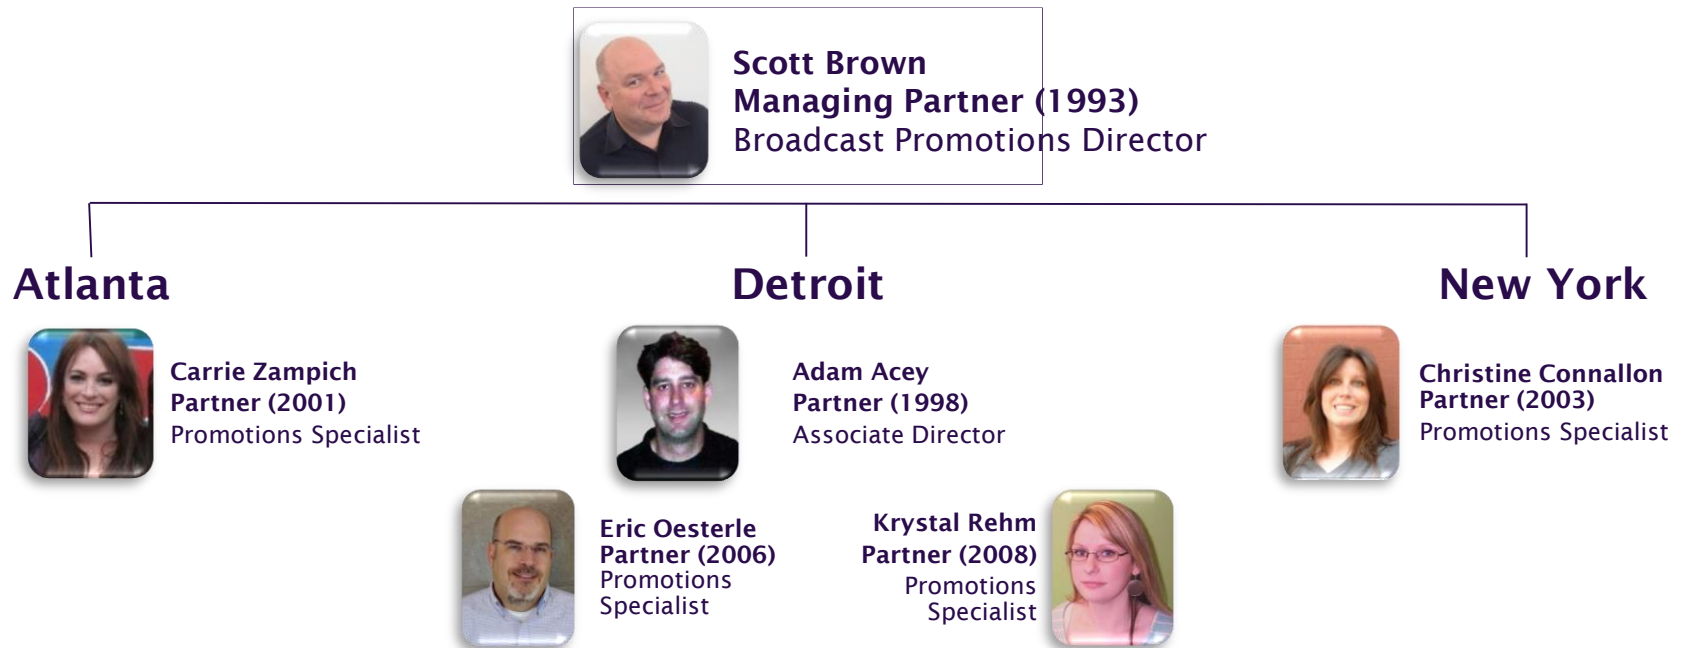 Scott Brown
Managing Partner (1993)
Broadcast Promotions Director
Atlanta
Detroit
New York
Carrie Zampich
Partner (2001)
Promotions Specialist
Adam Acey
Partner (1998)
Associate Director
Christine Connallon
Partner (2003)
Promotions Specialist
Eric Oesterle
Partner (2006)
Promotions
Specialist
Krystal Rehm
Partner (2008)
Promotions
Specialist